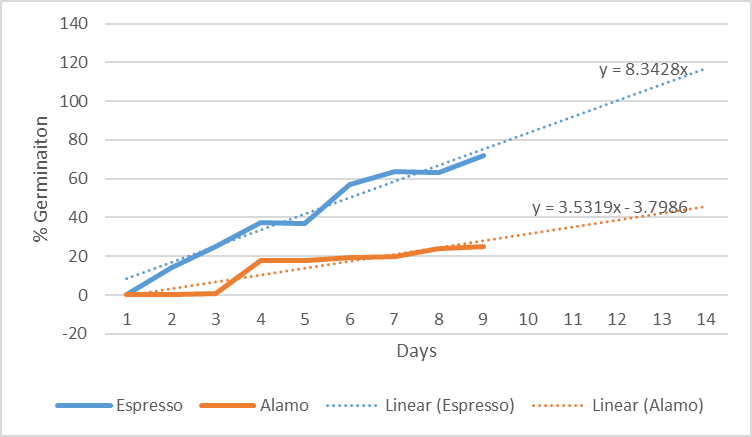 140
120
100
80
60
40
20
0
-20
% Germinaiton
y = 8.3428x
y = 3.5319x - 3.7986
1 2 3 4 5 6 7 8 9 10 11 12 13 14
Days
Espresso Alamo Linear (Espresso) Linear (Alamo)